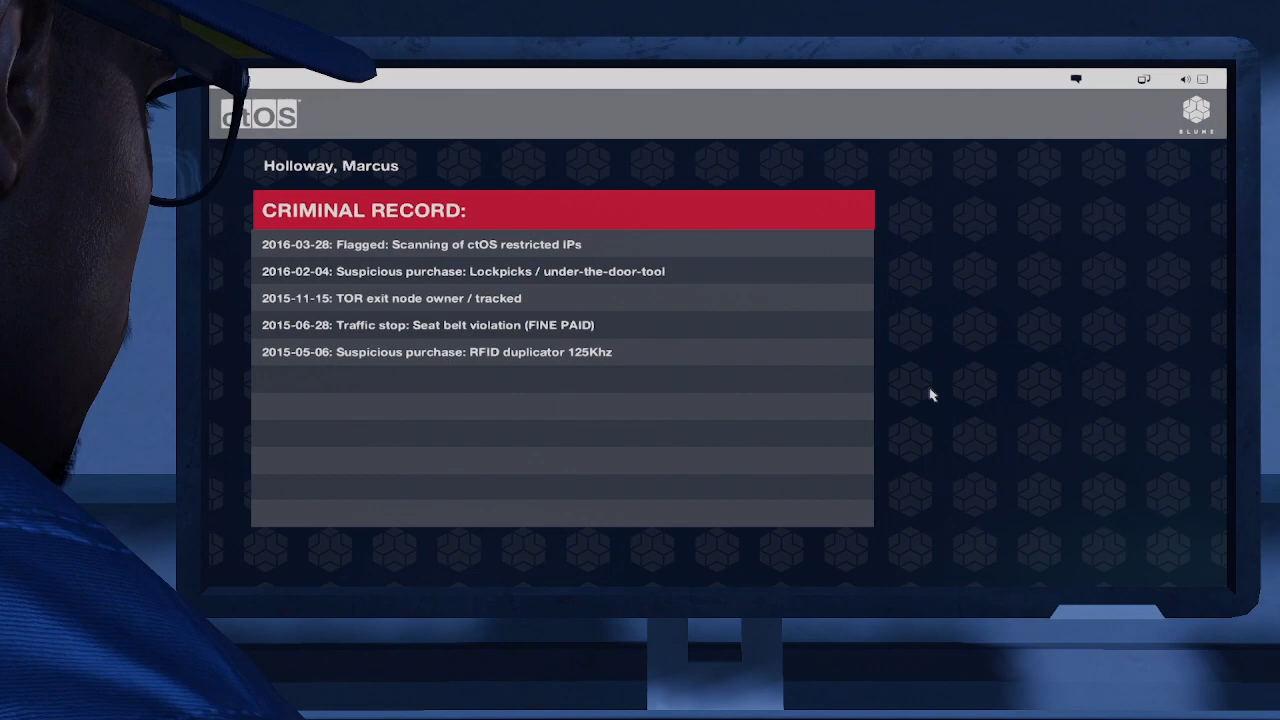 ctOS
BLUME
Holloway, Marcus
CRIMINAL RECORD:
2016-03-28: Flagged: Scanning of ctOS restricted IPs
2016-02-04: Suspicious purchase: Lockpicks / under-the-door-tool
2015-11-15: TOR exit node owner / tracked
2015-06-28: Traffic stop: Seat belt violation (FINE PAID)
2015-05-06: Suspicious purchase: RFID duplicator 125Khz